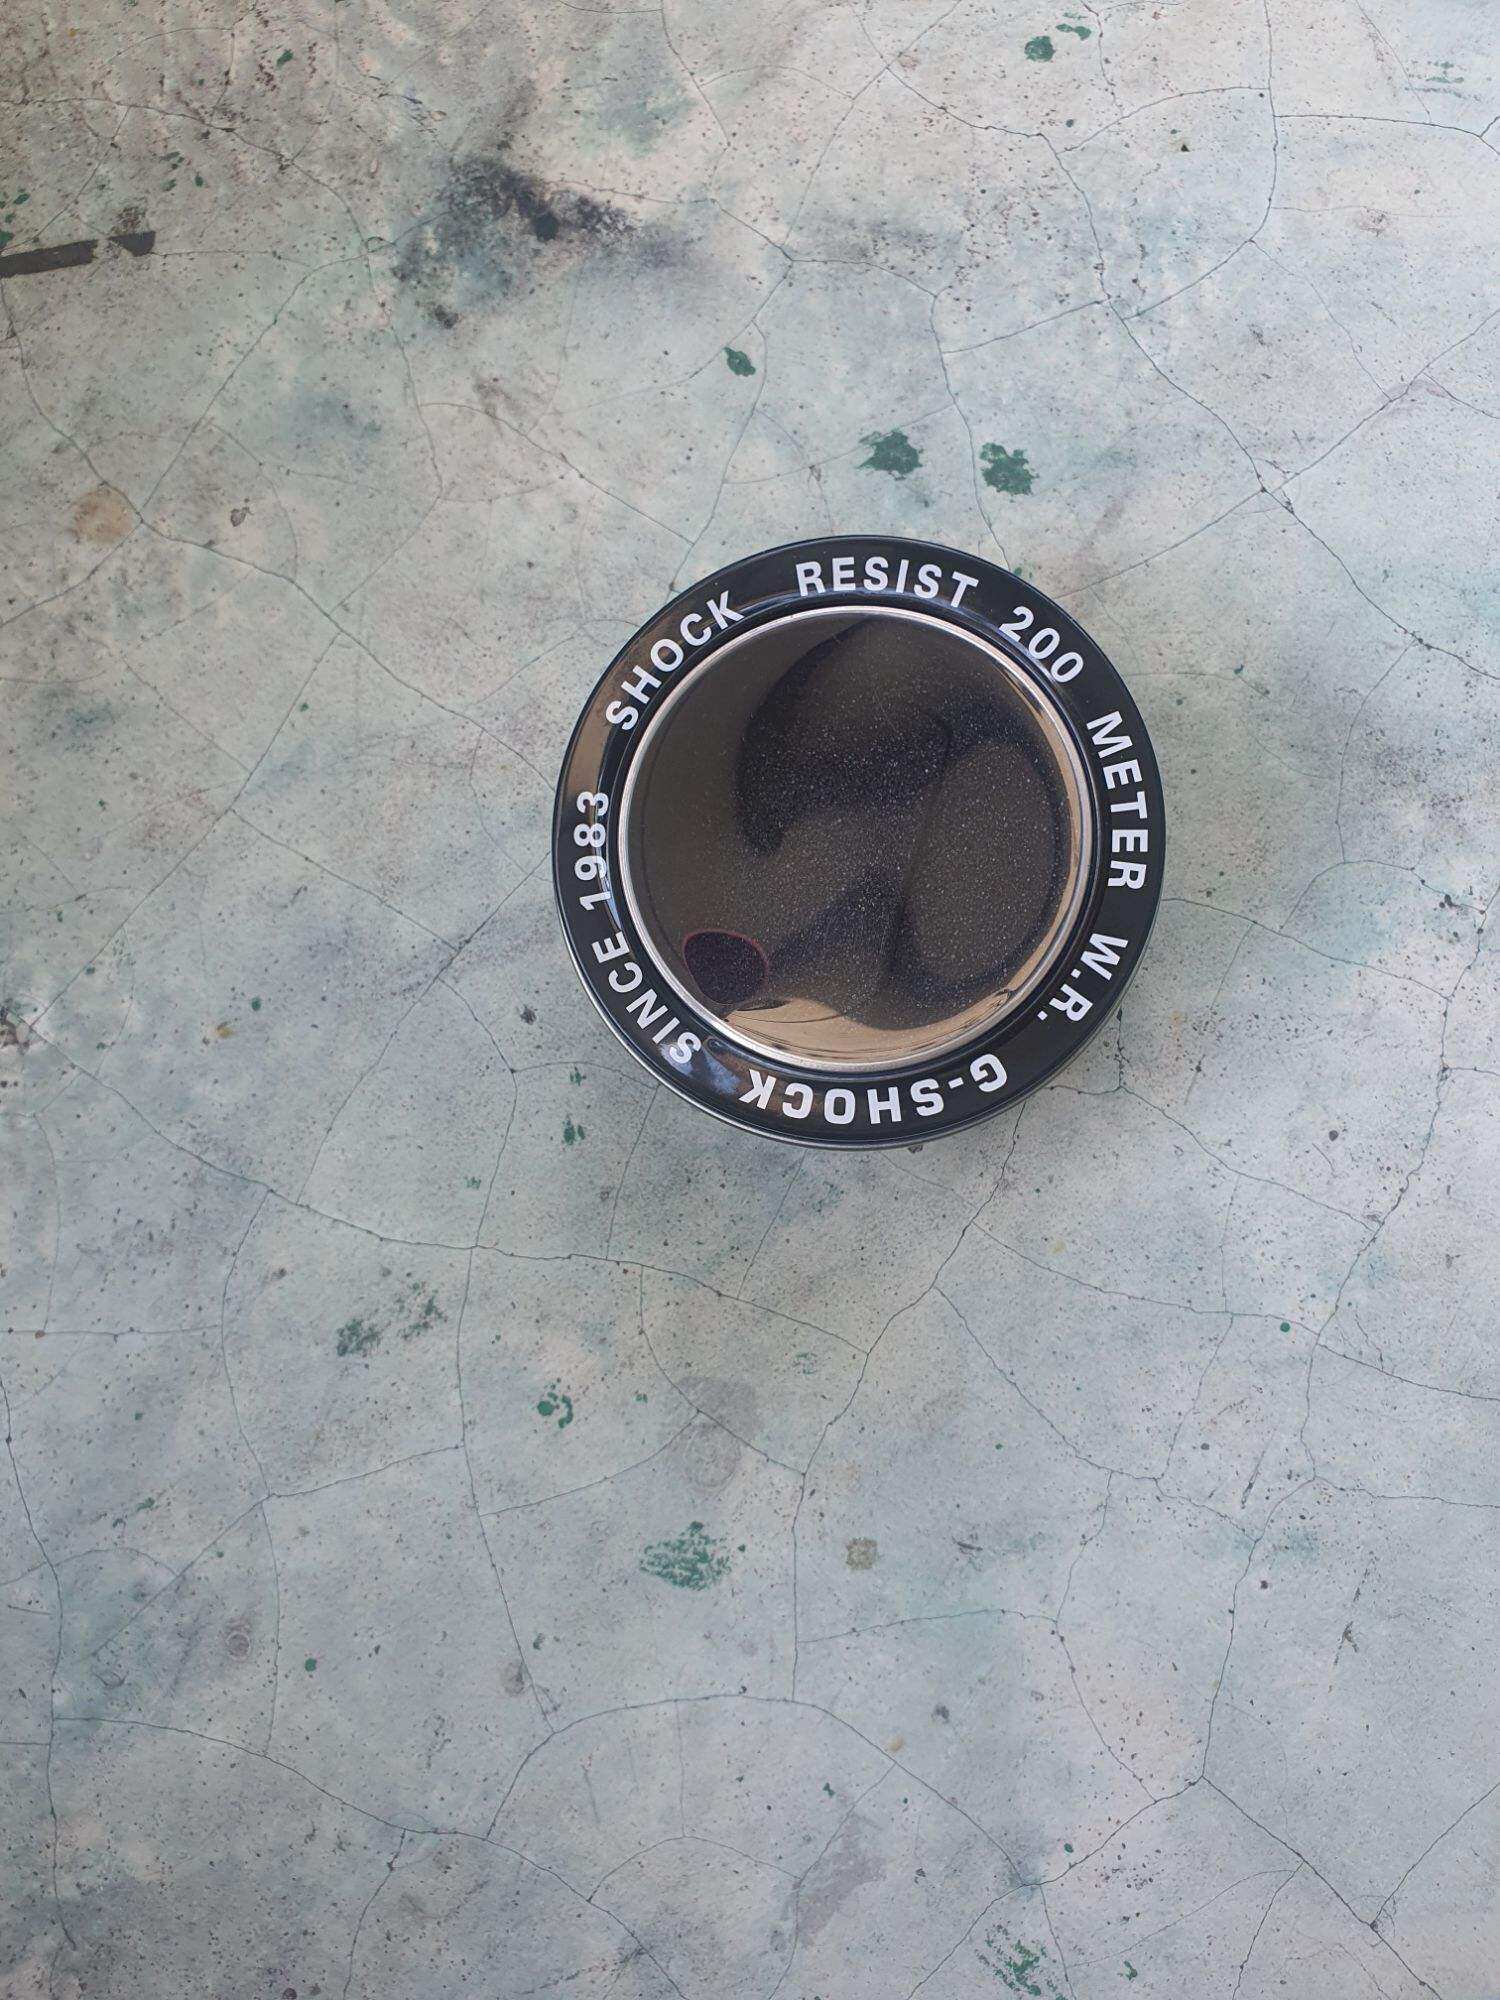 SHOCK RESIST 200 METER W.R. G-SHOCK SINCE 1983